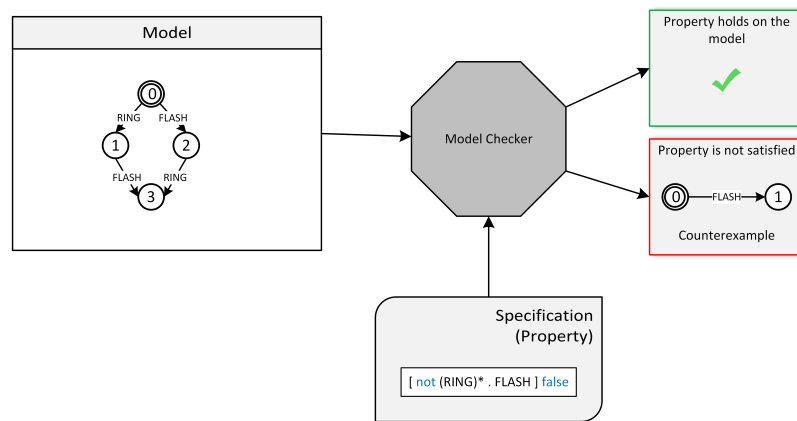 Model
0
RING FLASH
1 2
FLASH RING
3
Model Checker
Property holds on the
model
Property is not satisfied
0 FLASH 1
Counterexample
Specification
(Property)
[ not (RING)* . FLASH ] false